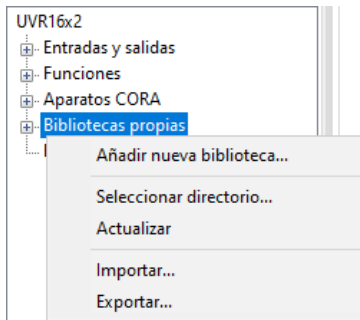 UVR16x2
Entradas y salidas
Funciones
Aparatos CORA
Bibliotecas propias
Añadir nueva biblioteca...
Seleccionar directorio...
Actualizar
Importar...
Exportar...